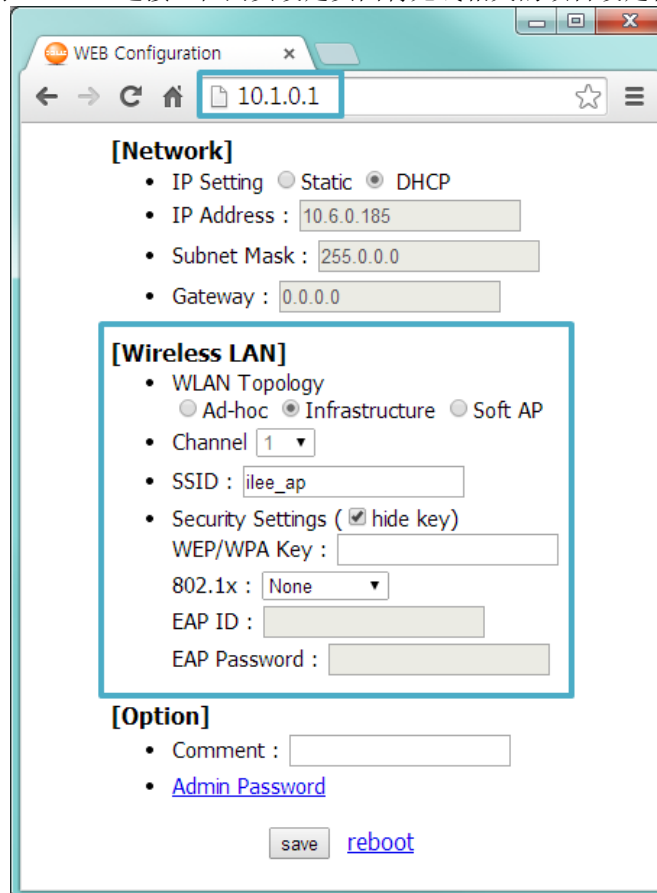 WEB Configuration
10.1.0.1
[Network]
• IP Setting Static DHCP
• IP Address : 10.6.0.185
• Subnet Mask : 255.0.0.0
• Gateway : 0.0.0.0
[Wireless LAN]
• WLAN Topology
Ad-hoc Infrastructure Soft AP
• Channel 1
• SSID : ilee_ap
• Security Settings ( hide key)
WEP/WPA Key :
802.1x : None
EAP ID :
EAP Password :
[Option]
• Comment :
• Admin Password
save reboot